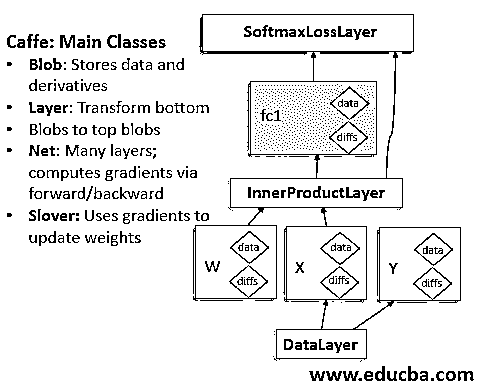 Caffe: Main Classes
• Blob: Stores data and
derivatives
• Layer: Transform bottom
• Blobs to top blobs
• Net: Many layers;
computes gradients via
forward/backward
• Slover: Uses gradients to
update weights
SoftmaxLossLayer
fc1
data
diffs
InnerProductLayer
W
data
diffs
X
data
diffs
Y
data
diffs
DataLayer
www.educba.com